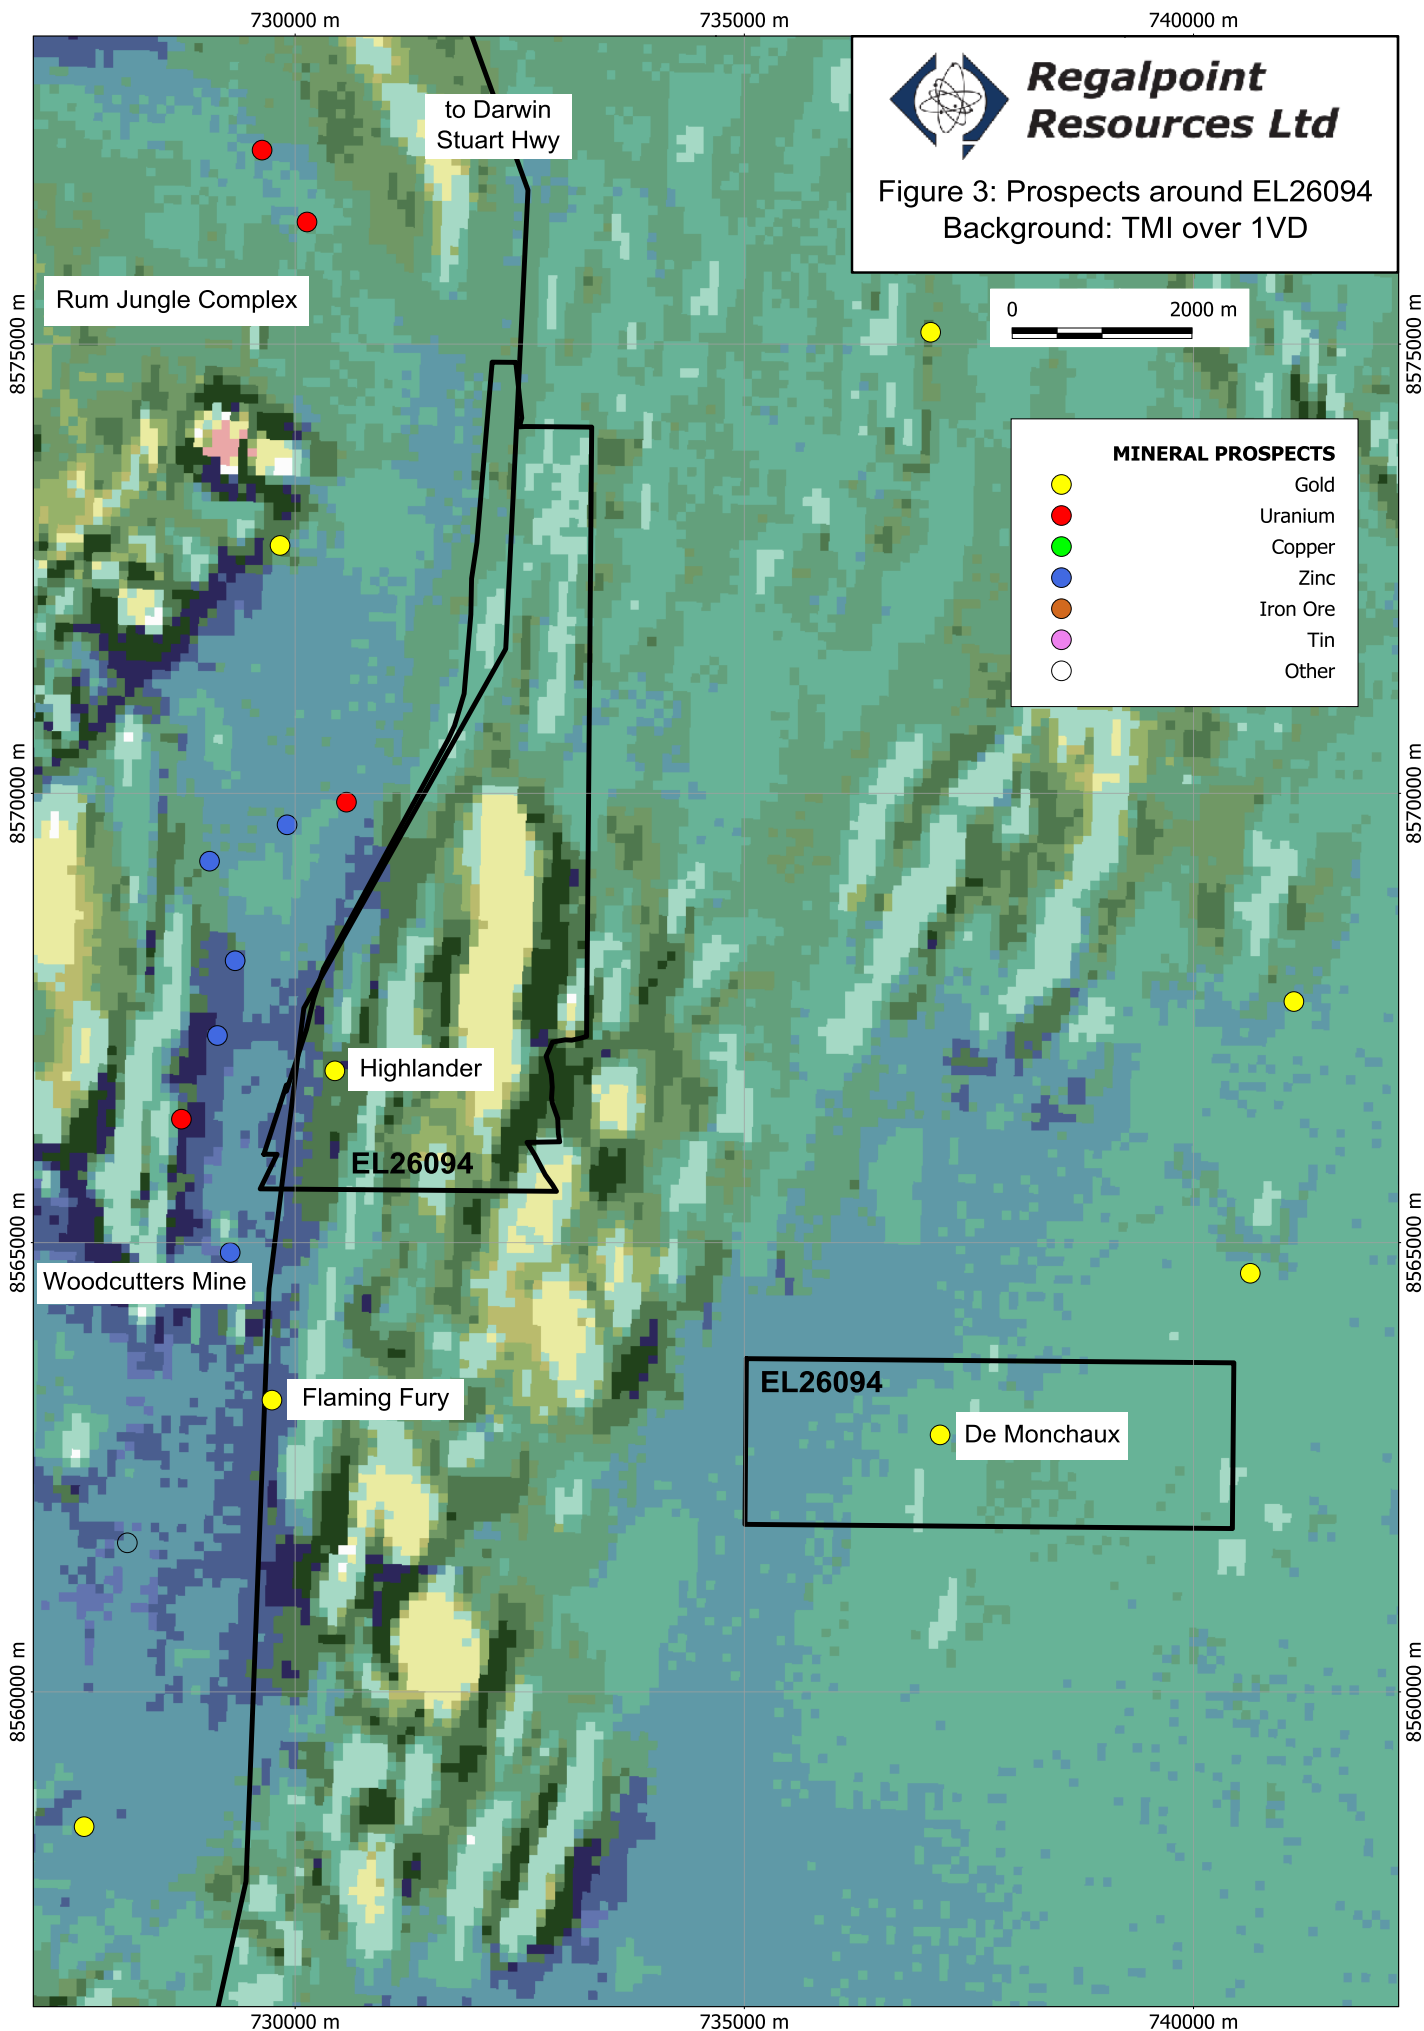 730000 m
735000 m
740000 m
Regalpoint
Resources Ltd
Figure 3: Prospects around EL26094
Background: TMI over 1VD
to Darwin
Stuart Hwy
Rum Jungle Complex
0
2000 m
8575000 m
8575000 m
MINERAL PROSPECTS
Gold
Uranium
Copper
Zinc
Iron Ore
Tin
Other
8570000 m
8570000 m
Highlander
EL26094
8565000 m
8565000 m
Woodcutters Mine
EL26094
Flaming Fury
De Monchaux
8560000 m
8560000 m
730000 m
735000 m
740000 m